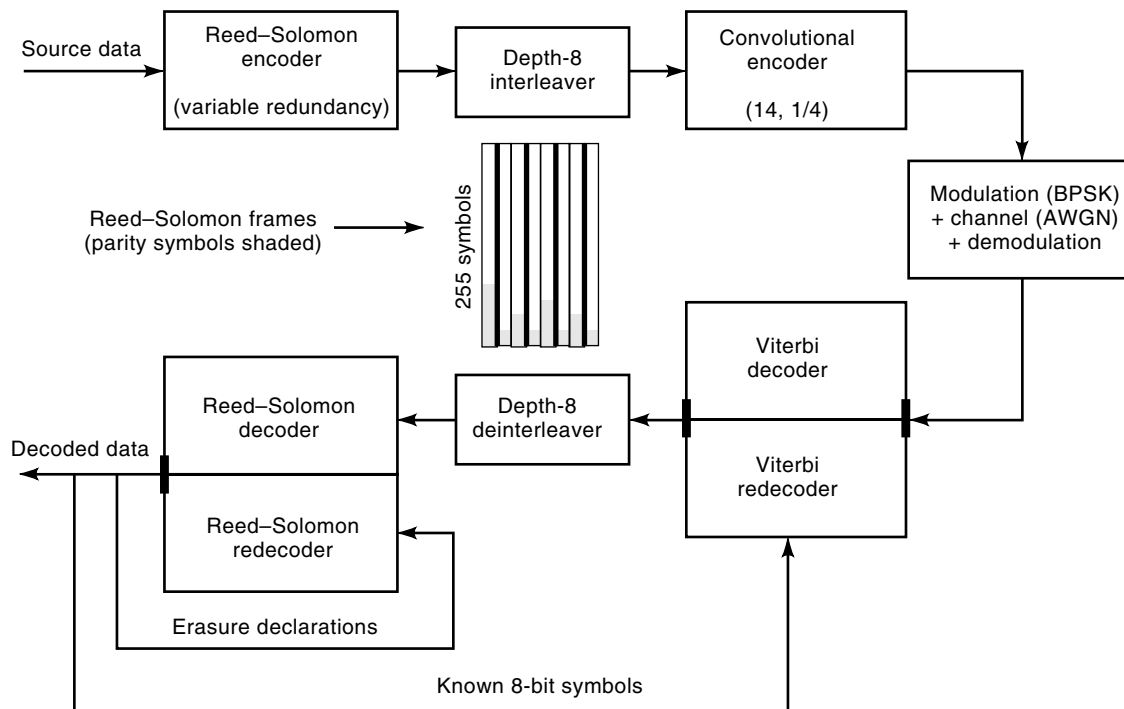 Source data
Reed–Solomon
encoder
(variable redundancy)
Depth-8
interleaver
Convolutional
encoder
(14, 1/4)
Modulation (BPSK)
+ channel (AWGN)
+ demodulation
Reed–Solomon frames
(parity symbols shaded)
255 symbols
Viterbi
decoder
Viterbi
redecoder
Depth-8
deinterleaver
Reed–Solomon
decoder
Decoded data
Reed–Solomon
redecoder
Erasure declarations
Known 8-bit symbols